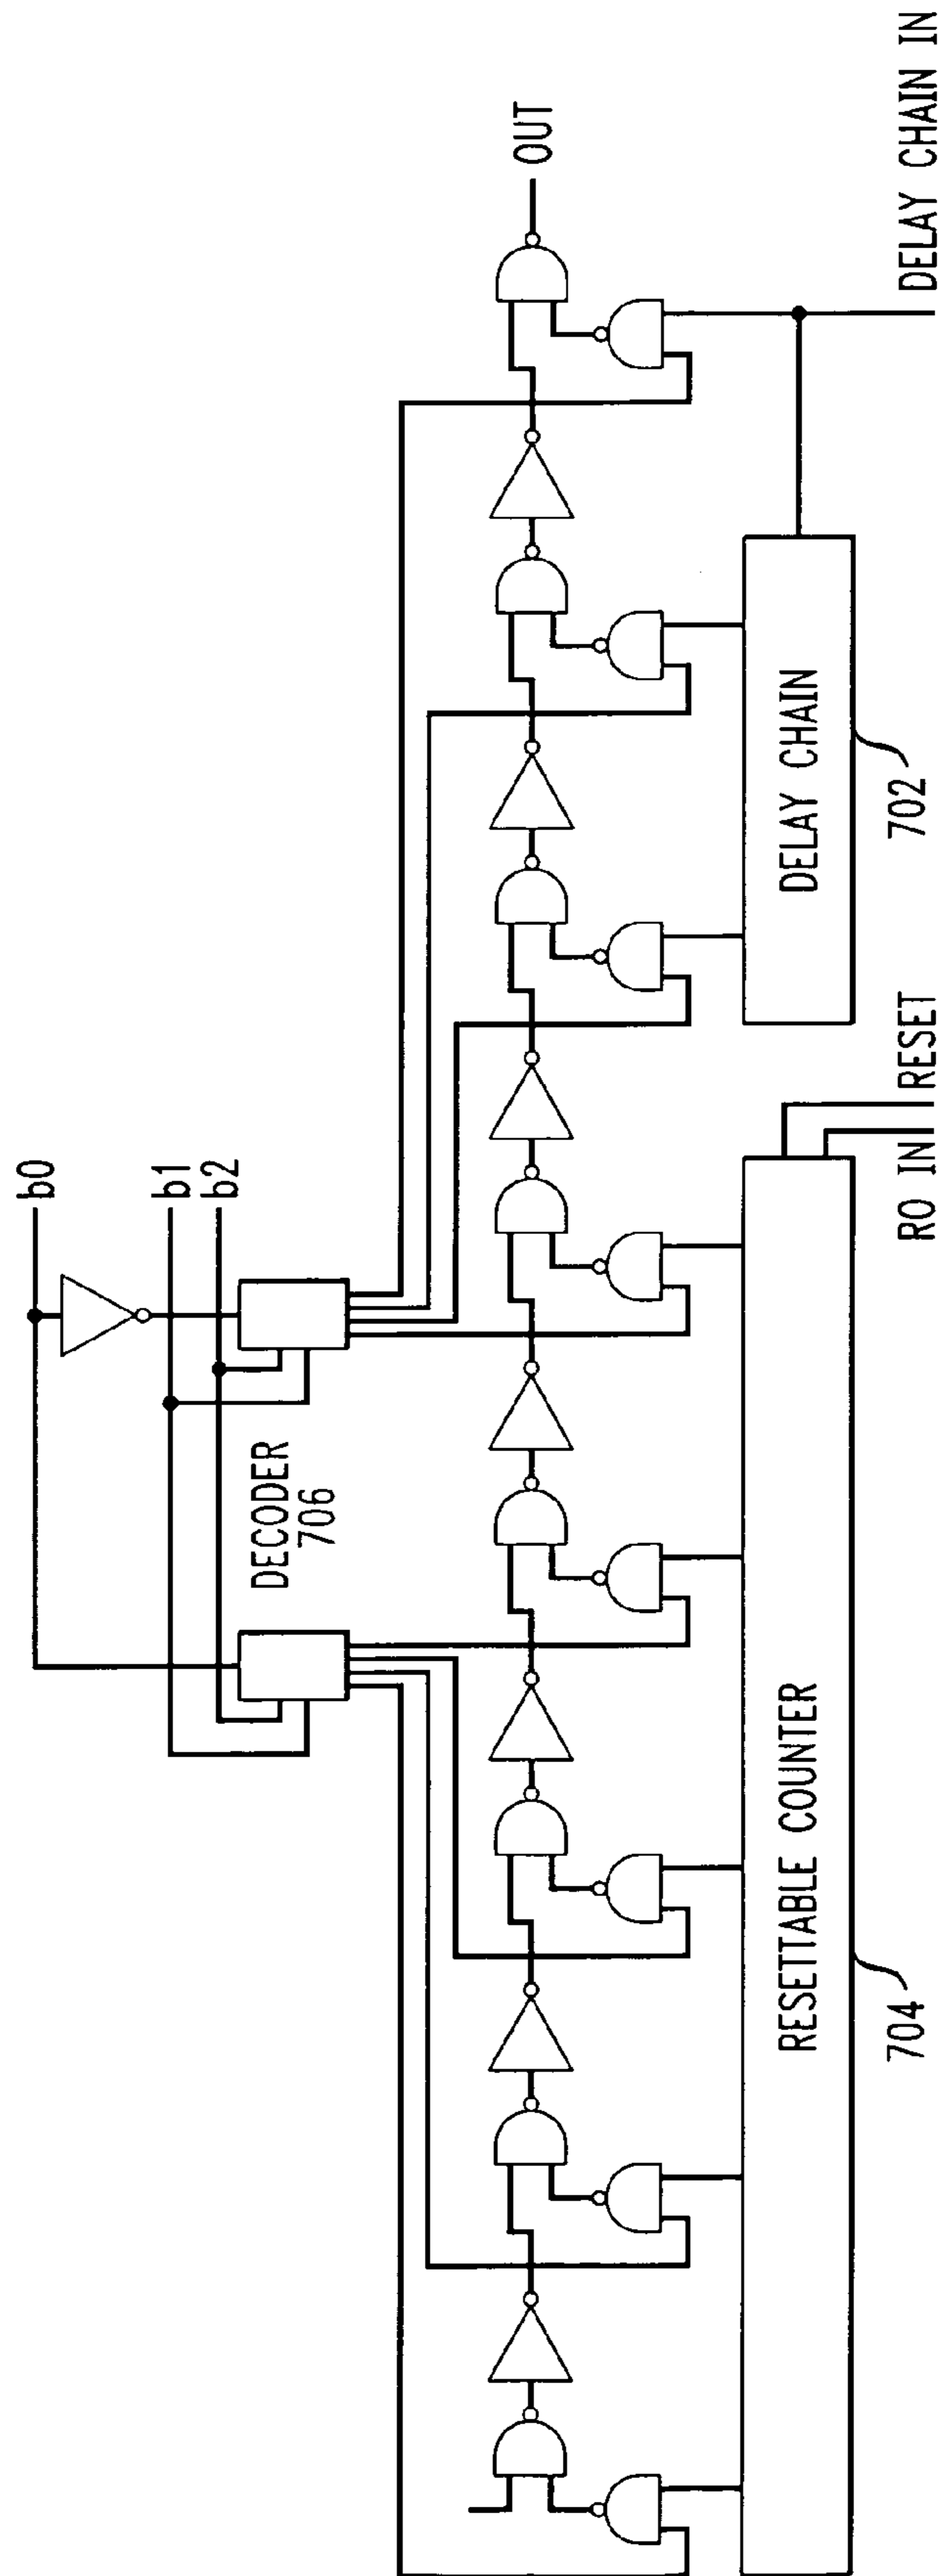 b0
b1
b2
DECODER
706
OUT
DELAY CHAIN
702
DELAY CHAIN IN
RESETTABLE COUNTER
704
RO IN
RESET